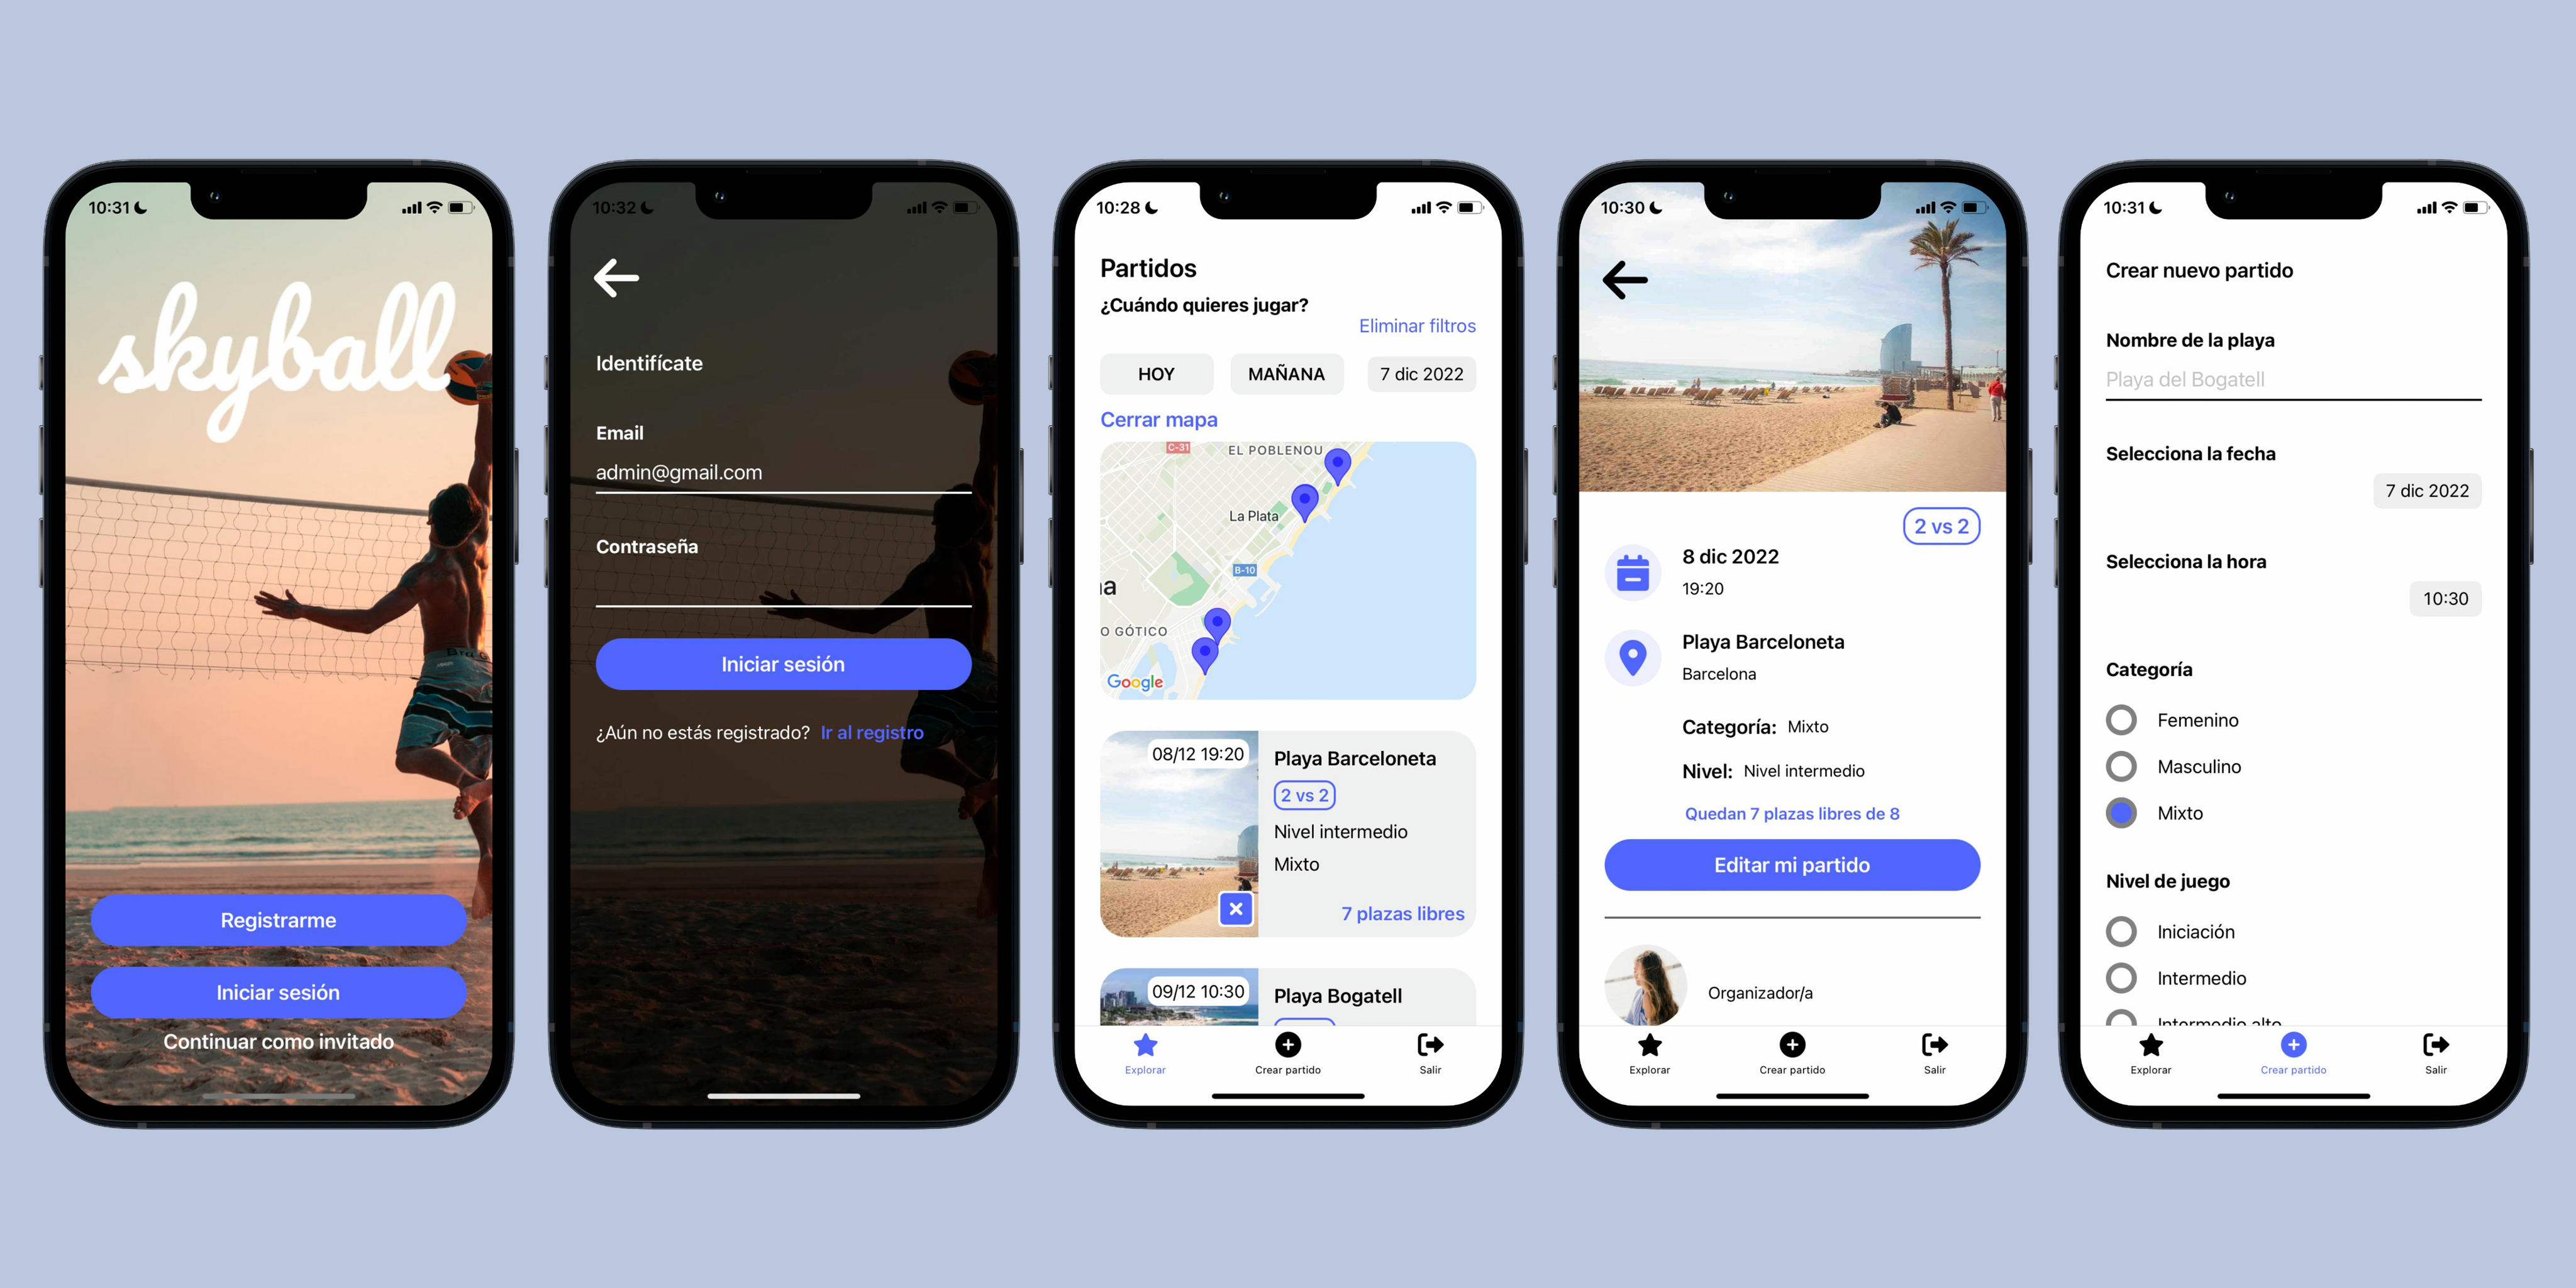 10:31
skyball
Registrarme
Iniciar sesión
Continuar como invitado
10:32
Identifícate
Email
admin@gmail.com
Contraseña
Iniciar sesión
¿Aún no estás registrado? Ir al registro
10:28
Partidos
¿Cuándo quieres jugar?
Eliminar filtros
HOY MAÑANA 7 dic 2022
Cerrar mapa
C-31
EL POBLENOU
La Plata
B-10
na
O GÓTICO
Google
08/12 19:20
Playa Barceloneta
2 vs 2
Nivel intermedio
Mixto
7 plazas libres
09/12 10:30
Playa Bogatell
Explorar Crear partido Salir
10:30
2 vs 2
8 dic 2022
19:20
Playa Barceloneta
Barcelona
Categoría: Mixto
Nivel: Nivel intermedio
Quedan 7 plazas libres de 8
Editar mi partido
Organizador/a
Explorar Crear partido Salir
10:31
Crear nuevo partido
Nombre de la playa
Playa del Bogatell
Selecciona la fecha
7 dic 2022
Selecciona la hora
10:30
Categoría
Femenino
Masculino
Mixto
Nivel de juego
Iniciación
Intermedio
Intermedio alto
Explorar Crear partido Salir